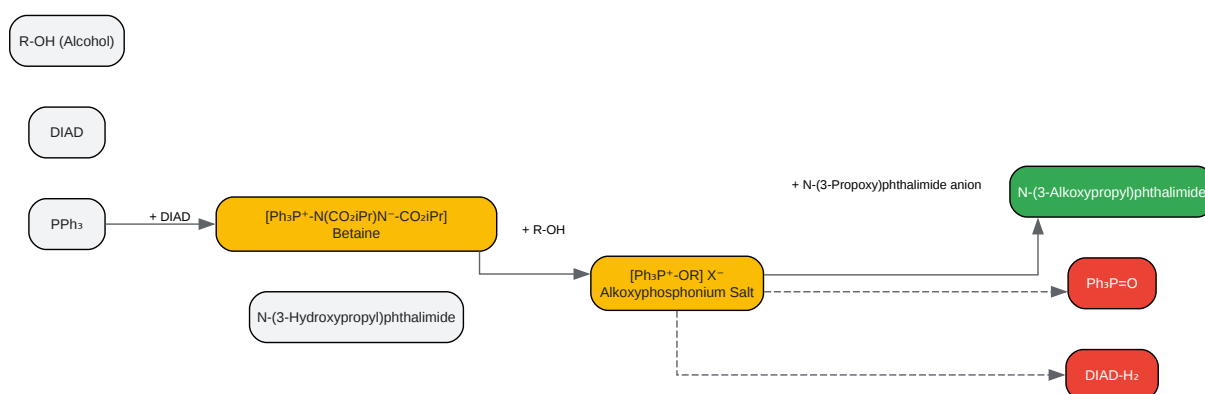 R-OH (Alcohol)
DIAD
PPh₃
+ DIAD
[Ph₃P⁺-N(CO₂iPr)N⁻-CO₂iPr]
Betaine
N-(3-Hydroxypropyl)phthalimide
+ R-OH
[Ph₃P⁺-OR] X⁻
Alkoxyphosphonium Salt
+ N-(3-Propoxy)phthalimide anion
N-(3-Alkoxypropyl)phthalimide
Ph₃P=O
DIAD-H₂